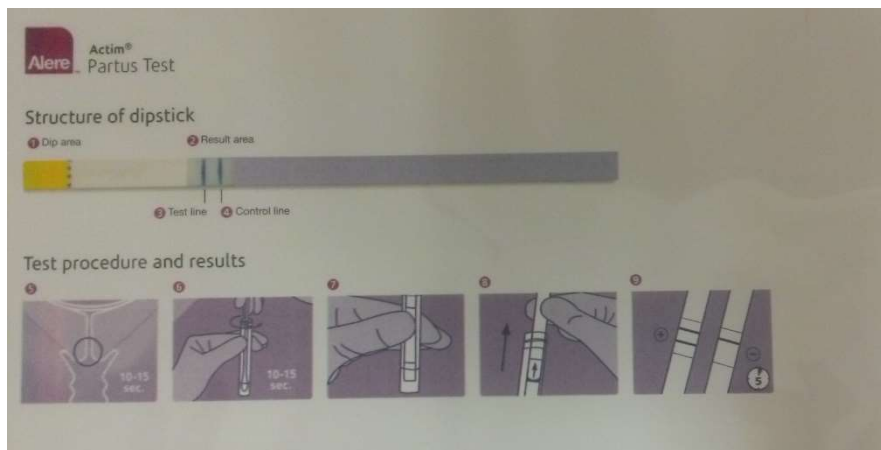 Alere™
Actim®
Partus Test
Structure of dipstick
1 Dip area
2 Result area
3 Test line
4 Control line
Test procedure and results
5
6
7
8
9
10-15
sec.
10-15
sec.
+
-
5